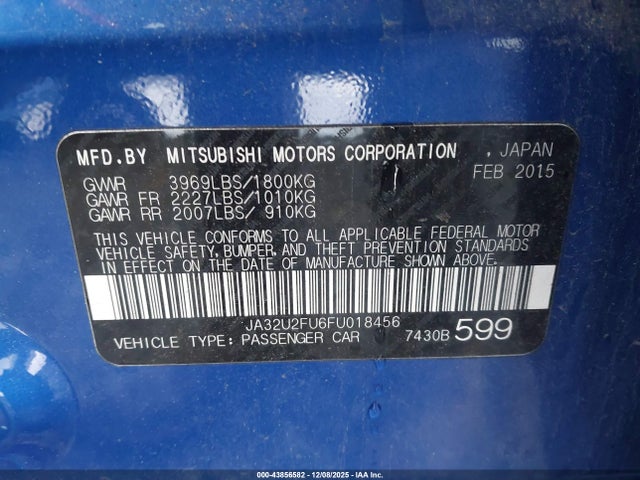 MFD.BY MITSUBISHI MOTORS CORPORATION , JAPAN
FEB 2015
GVWR 3969LBS/1800KG
GAWR FR 2227LBS/1010KG
GAWR RR 2007LBS/ 910KG
THIS VEHICLE CONFORMS TO ALL APPLICABLE FEDERAL MOTOR
VEHICLE SAFETY, BUMPER, AND THEFT PREVENTION STANDARDS
IN EFFECT ON THE DATE OF MANUFACTURE SHOWN ABOVE.
JA32U2FU6FU018456
VEHICLE TYPE: PASSENGER CAR 7430B 599
000-43856582 - 12/08/2025 - IAAI.COM